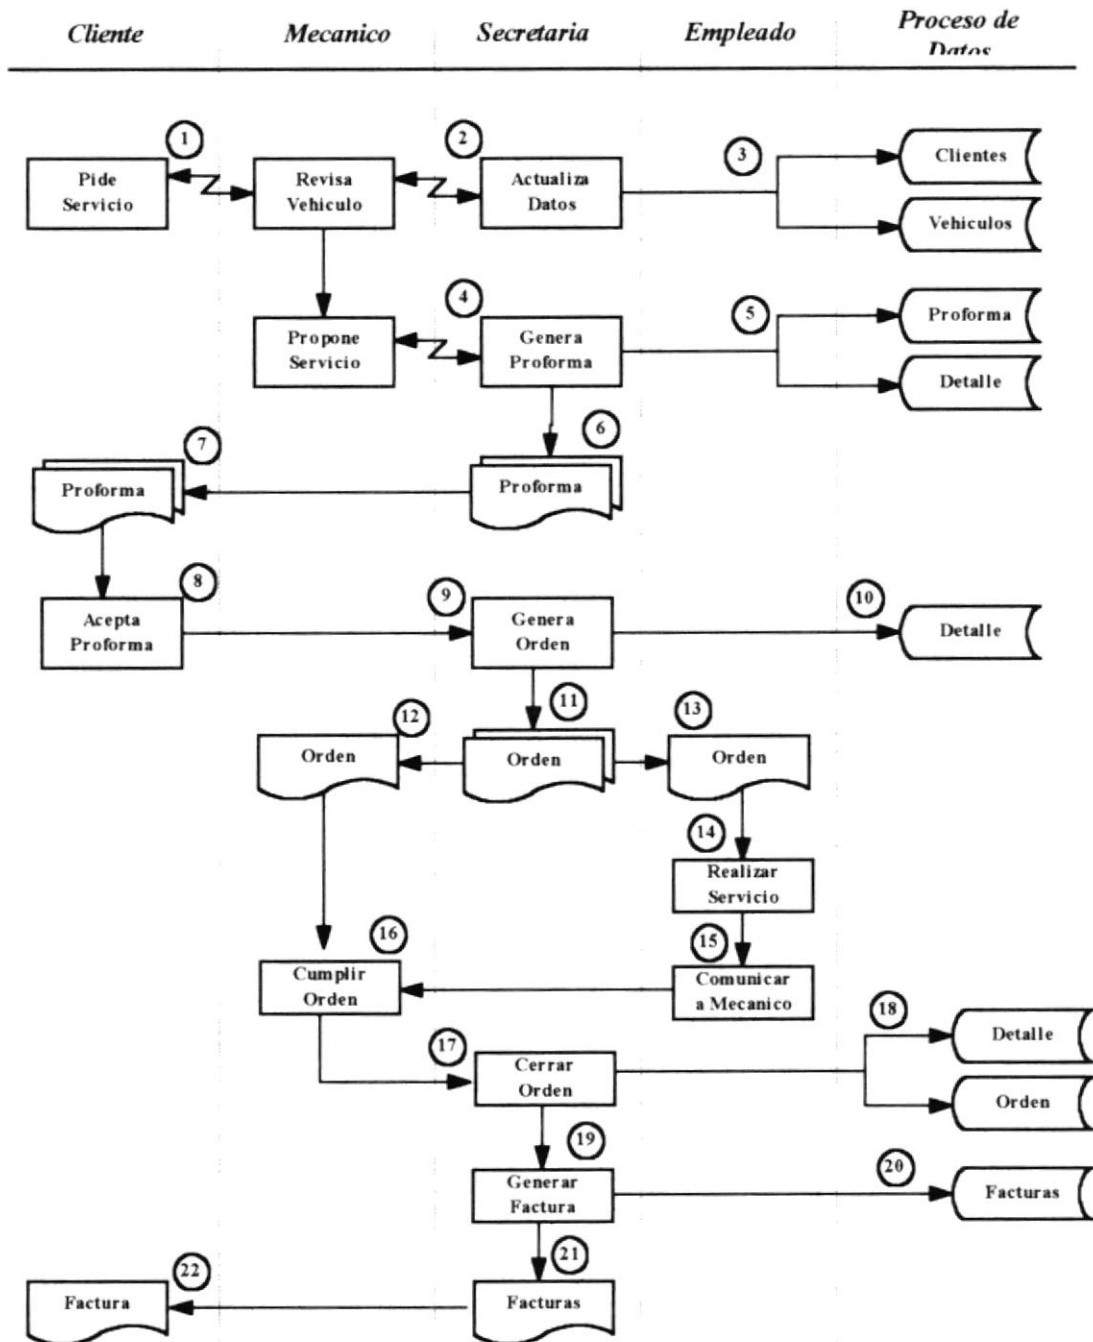 Cliente
Mecanico
Secretaria
Empleado
Proceso de
Datos
1
2
3
Pide
Servicio
Revisa
Vehiculo
Actualiza
Datos
Clientes
Vehiculos
4
5
Propone
Servicio
Genera
Proforma
Proforma
Detalle
6
7
Proforma
Proforma
8
9
10
Acepta
Proforma
Genera
Orden
Detalle
11
12
13
Orden
Orden
Orden
14
Realizar
Servicio
15
16
Cumplir
Orden
Comunicar
a Mecanico
17
18
Cerrar
Orden
Detalle
Orden
19
20
Generar
Factura
Facturas
21
22
Factura
Facturas